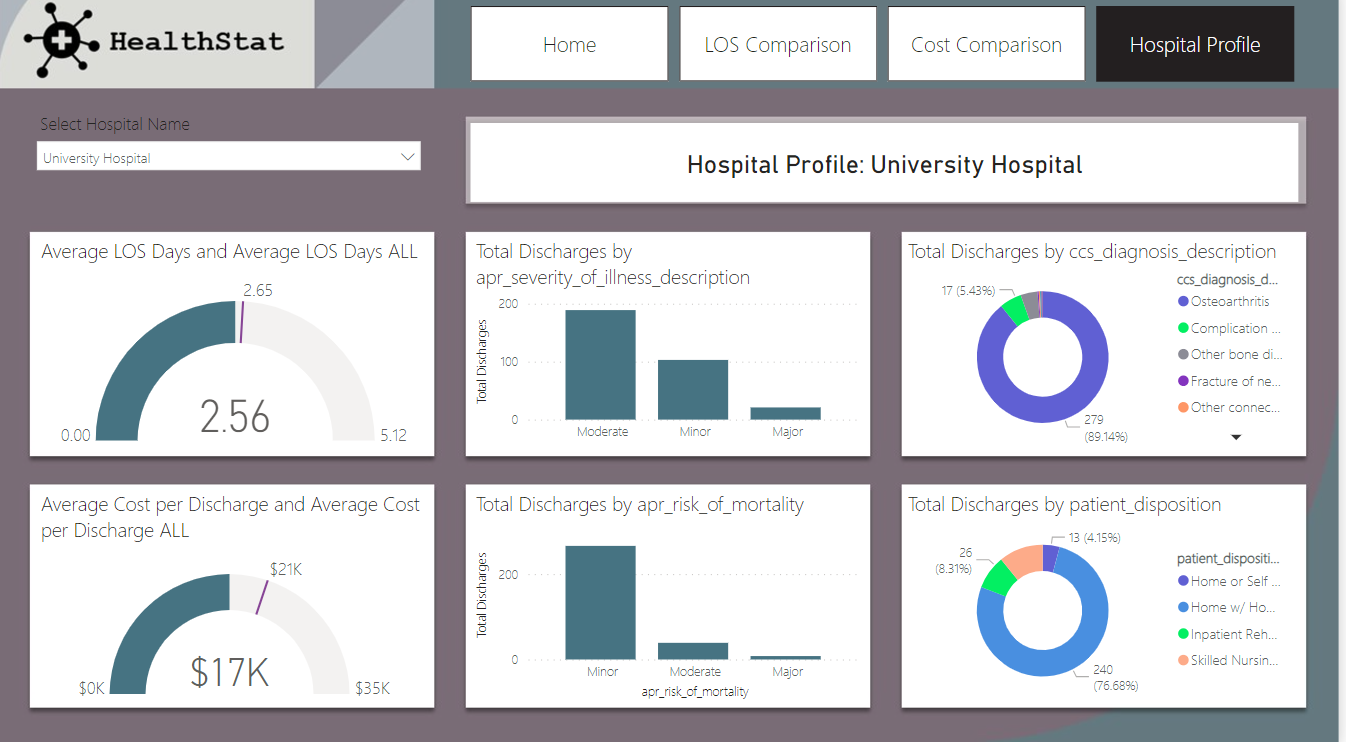 HealthStat
Home
LOS Comparison
Cost Comparison
Hospital Profile
Select Hospital Name
University Hospital
Hospital Profile: University Hospital
Average LOS Days and Average LOS Days ALL
2.65
2.56
0.00
5.12
Total Discharges by
apr_severity_of_illness_description
Total Discharges
200
100
0
Moderate
Minor
Major
Total Discharges by ccs_diagnosis_description
17 (5.43%)
279
(89.14%)
ccs_diagnosis_d...
Osteoarthritis
Complication ...
Other bone di...
Fracture of ne...
Other connec...
Average Cost per Discharge and Average Cost
per Discharge ALL
$21K
$17K
$0K
$35K
Total Discharges by apr_risk_of_mortality
Total Discharges
200
0
Minor
Moderate
Major
apr_risk_of_mortality
Total Discharges by patient_disposition
13 (4.15%)
26
(8.31%)
240
(76.68%)
patient_dispositi...
Home or Self ...
Home w/ Ho...
Inpatient Reh...
Skilled Nursin...